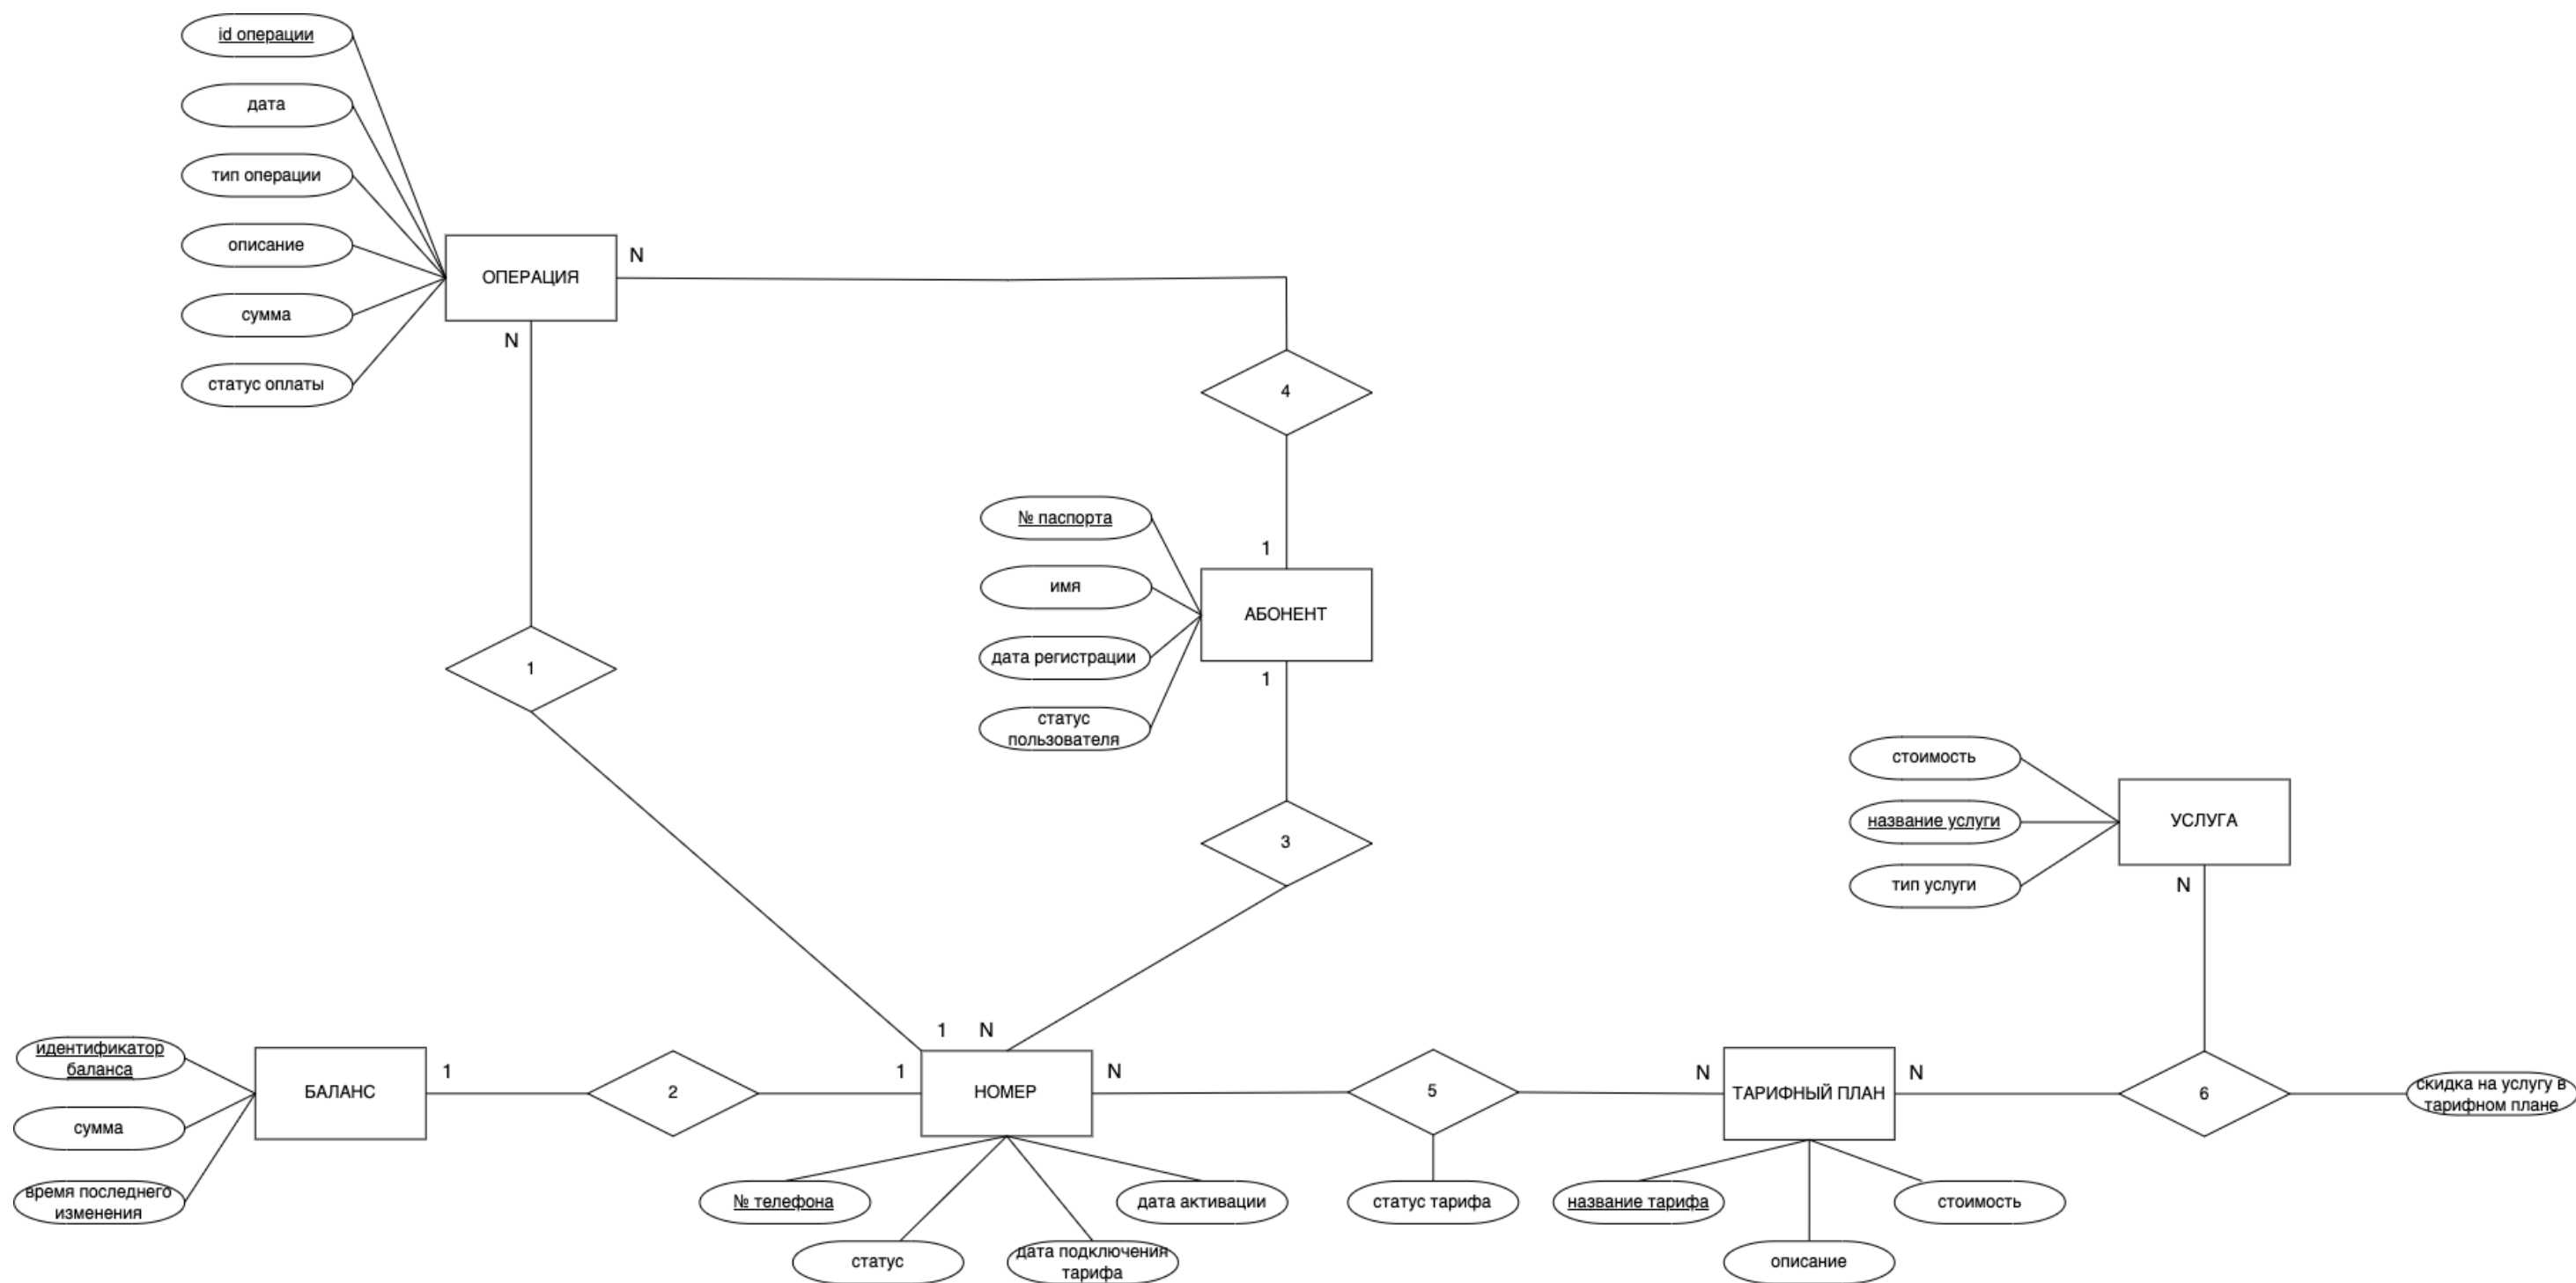 id операции
дата
тип операции
описание
сумма
статус оплаты
ОПЕРАЦИЯ
N
N
4
1
№ паспорта
имя
дата регистрации
статус
пользователя
1
АБОНЕНТ
1
3
стоимость
название услуги
тип услуги
УСЛУГА
N
идентификатор
баланса
сумма
время последнего
изменения
БАЛАНС
1
2
1
1
N
НОМЕР
N
5
N
ТАРИФНЫЙ ПЛАН
N
6
скидка на услугу в
тарифном плане
№ телефона
статус
дата подключения
тарифа
дата активации
статус тарифа
название тарифа
описание
стоимость